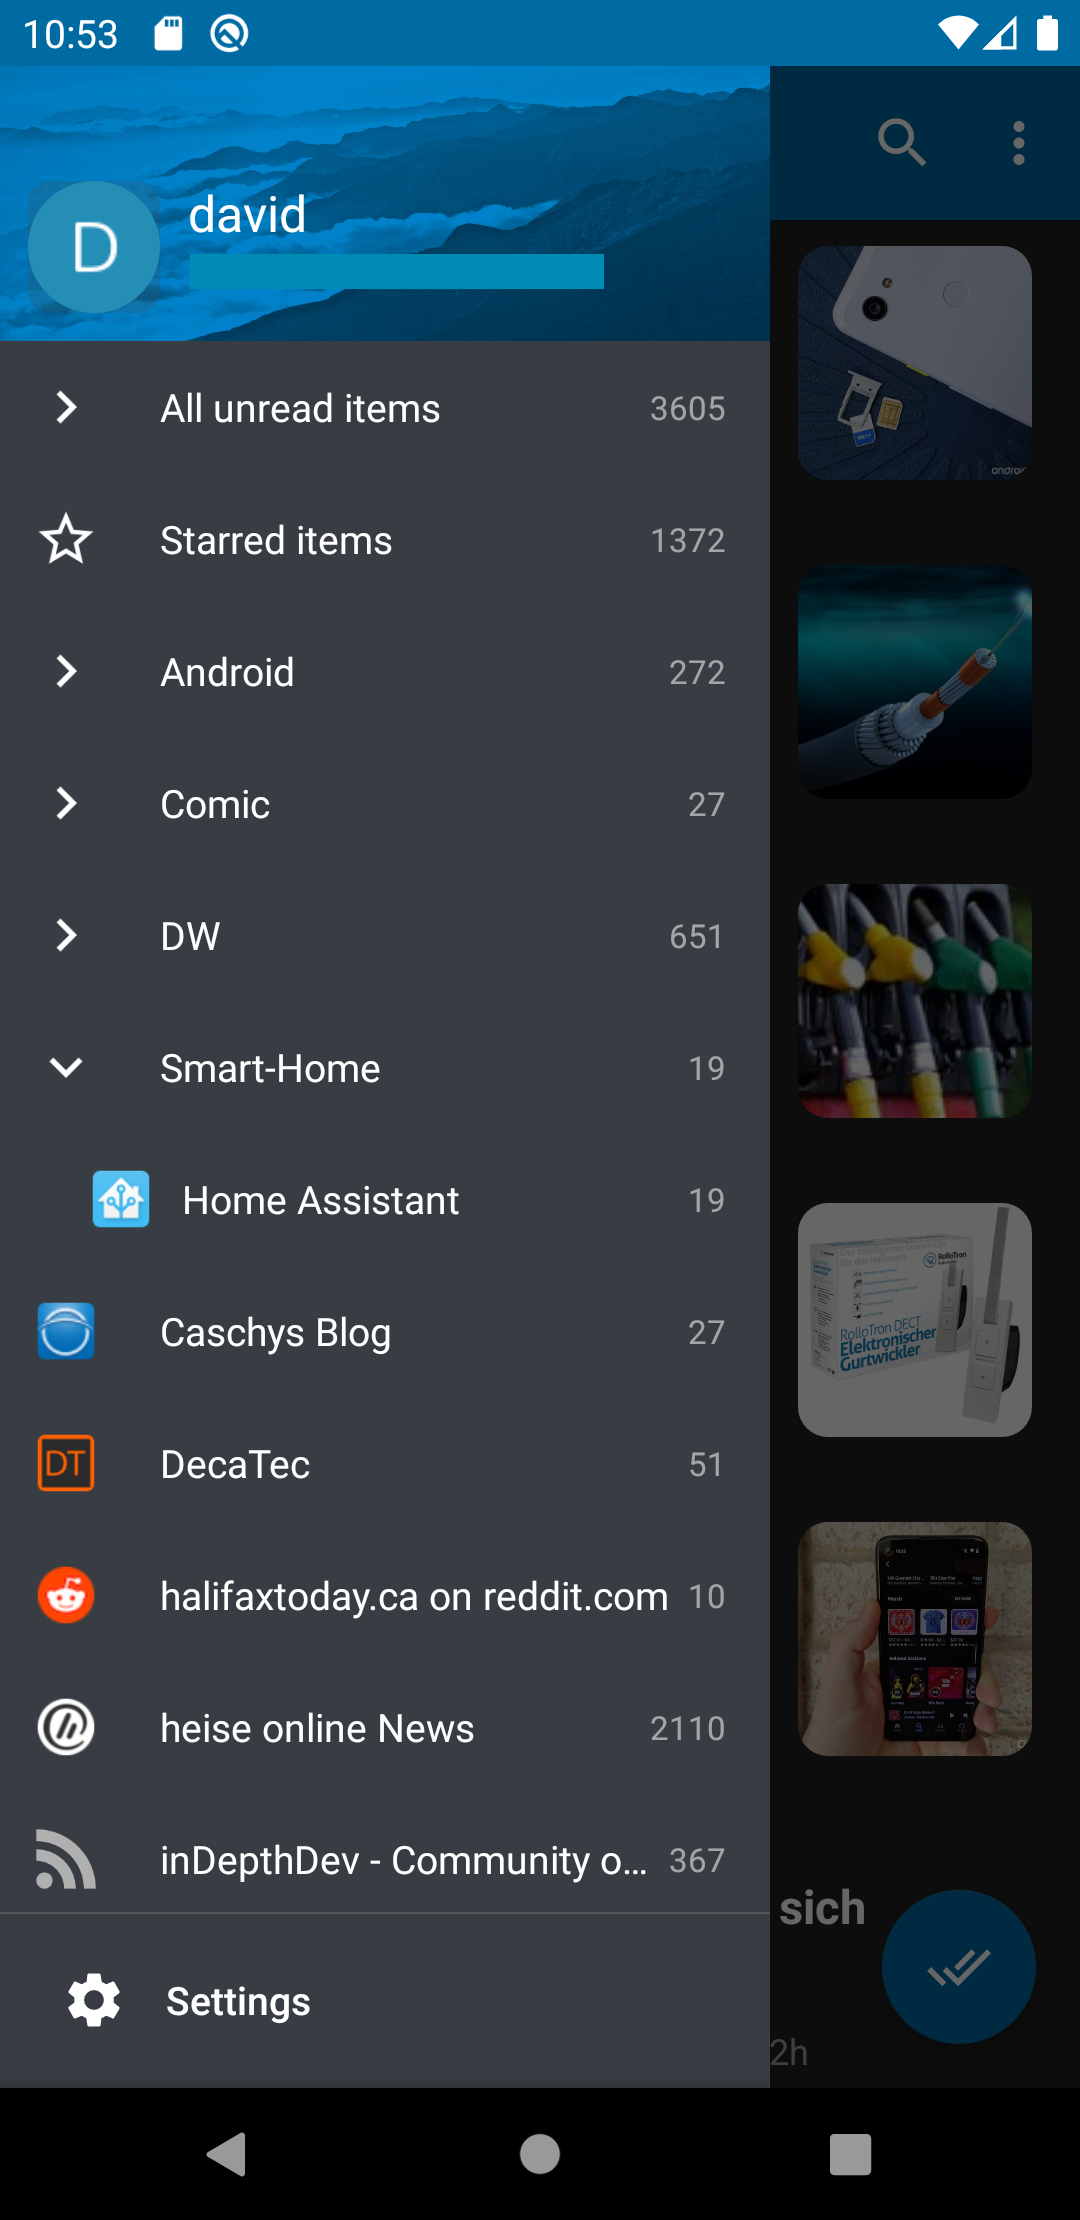 10:53
D
david
All unread items 3605
Starred items 1372
Android 272
Comic 27
DW 651
Smart-Home 19
Home Assistant 19
Caschys Blog 27
DT
DecaTec 51
halifaxtoday.ca on reddit.com 10
heise online News 2110
inDepthDev - Community o... 367
Settings
RolloTron
RolloTron DECT
Elektronischer
Gurtwickler
sich
2h